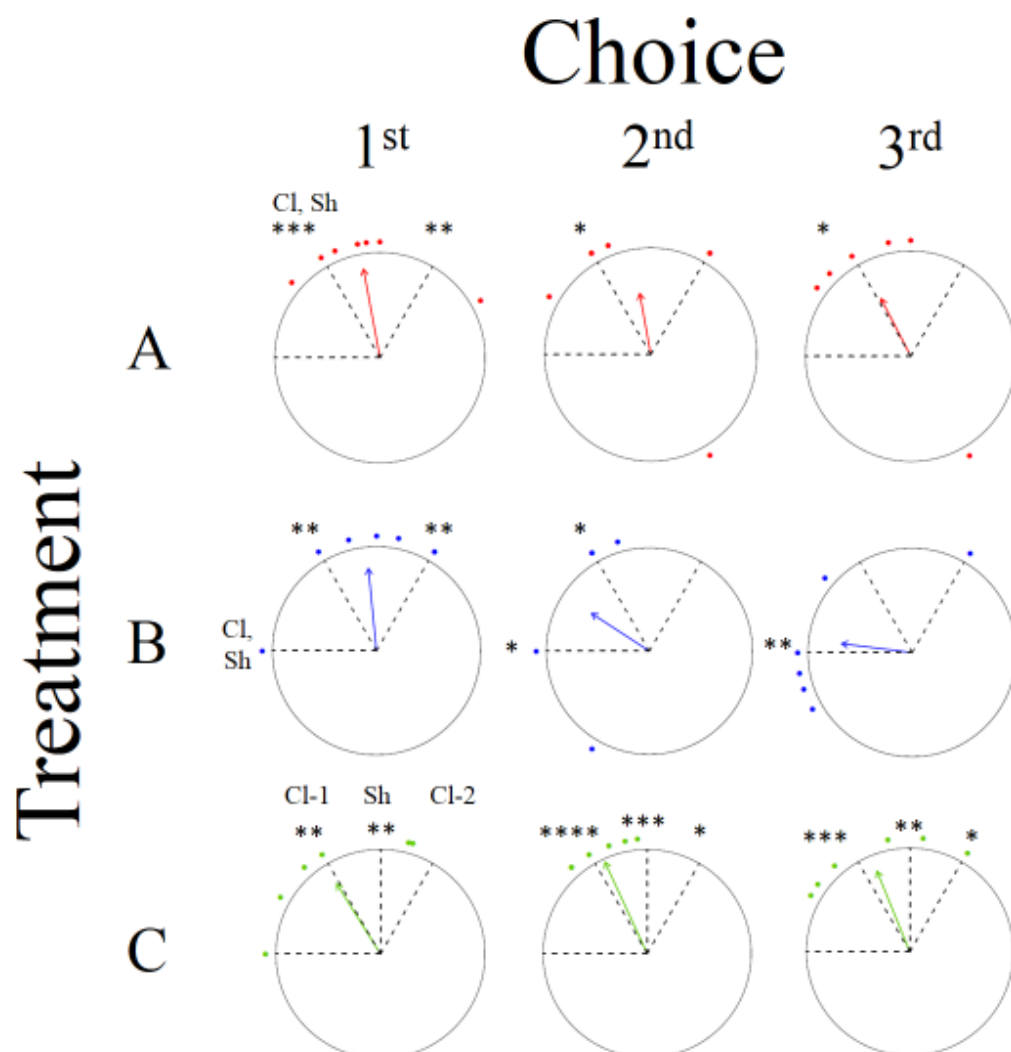 Choice
1st 2nd 3rd
Cl, Sh
*** ** * *
A
Treatment
** ** *
B
Cl,
Sh
* **
Cl-1 Sh Cl-2
** ** **** *** * *** ** *
C